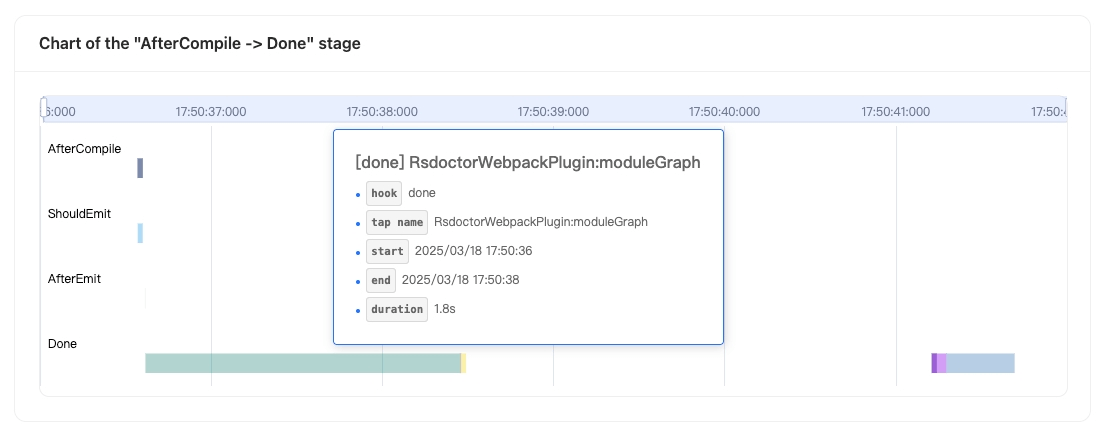 Chart of the "AfterCompile -> Done" stage
6:000 17:50:37:000 17:50:38:000 17:50:39:000 17:50:40:000 17:50:41:000 17:50:4
AfterCompile
ShouldEmit
AfterEmit
Done
[done] RsdoctorWebpackPlugin:moduleGraph
hook done
tap name RsdoctorWebpackPlugin:moduleGraph
start 2025/03/18 17:50:36
end 2025/03/18 17:50:38
duration 1.8s